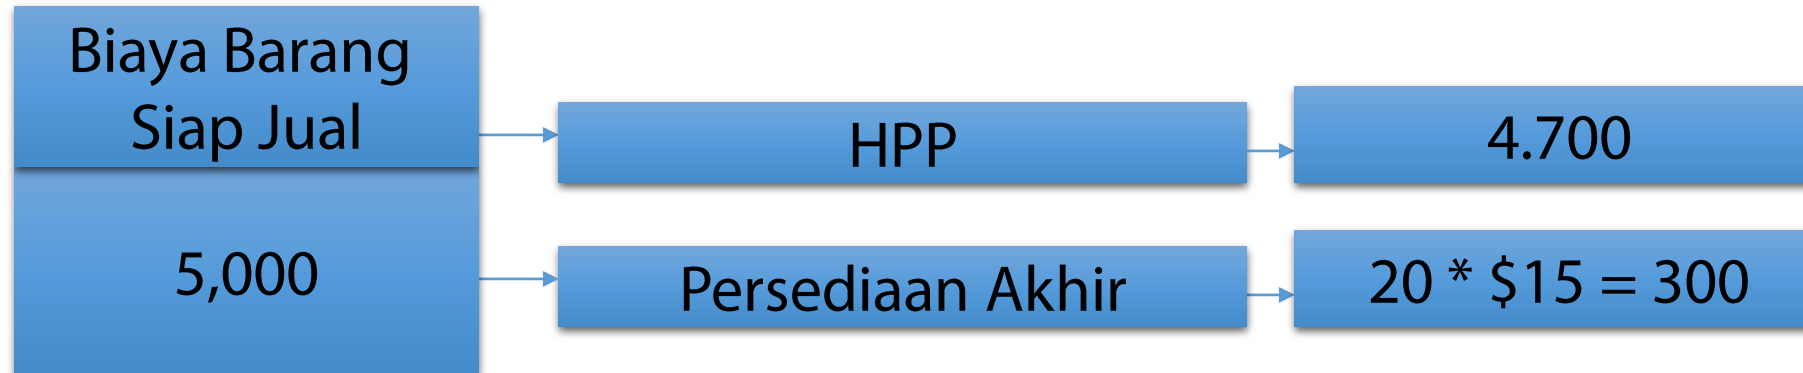 Biaya Barang
Siap Jual
HPP
4.700
5,000
Persediaan Akhir
20 * $15 = 300